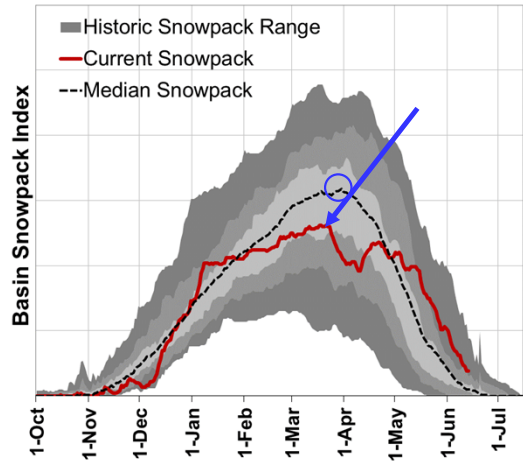 Historic Snowpack Range
Current Snowpack
Median Snowpack
Basin Snowpack Index
1-Oct
1-Nov
1-Dec
1-Jan
1-Feb
1-Mar
1-Apr
1-May
1-Jun
1-Jul